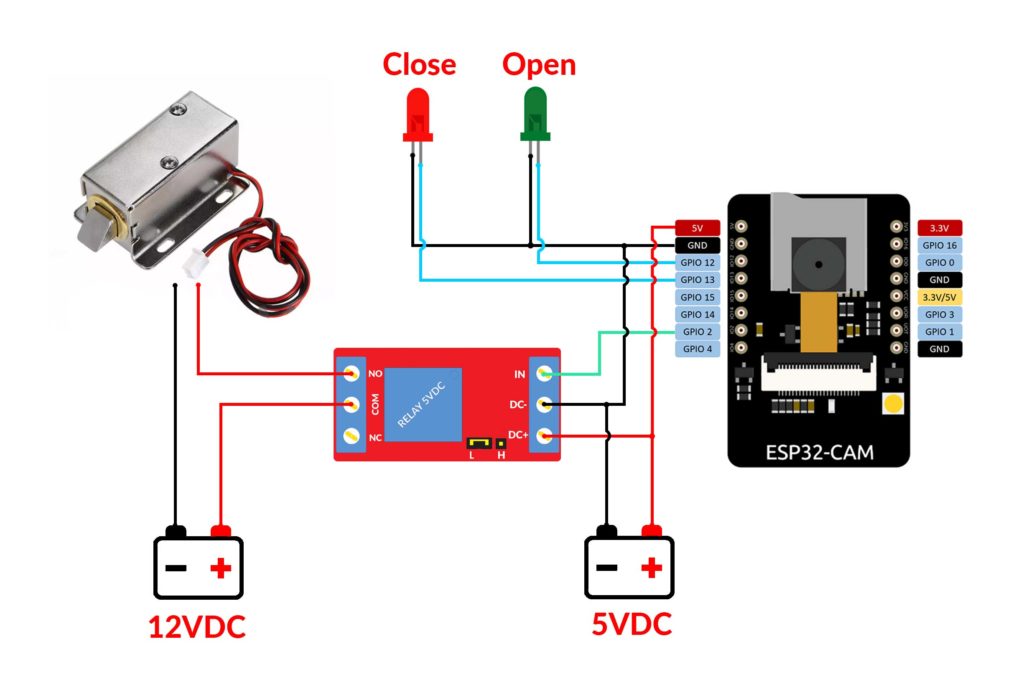 Close
Open
5V
GND
GPIO 12
GPIO 13
GPIO 15
GPIO 14
GPIO 2
GPIO 4
3.3V
GPIO 16
GPIO 0
GND
3.3V/5V
GPIO 3
GPIO 1
GND
NO
COM
NC
RELAY 5VDC
IN
DC-
DC+
L
H
ESP32-CAM
12VDC
5VDC